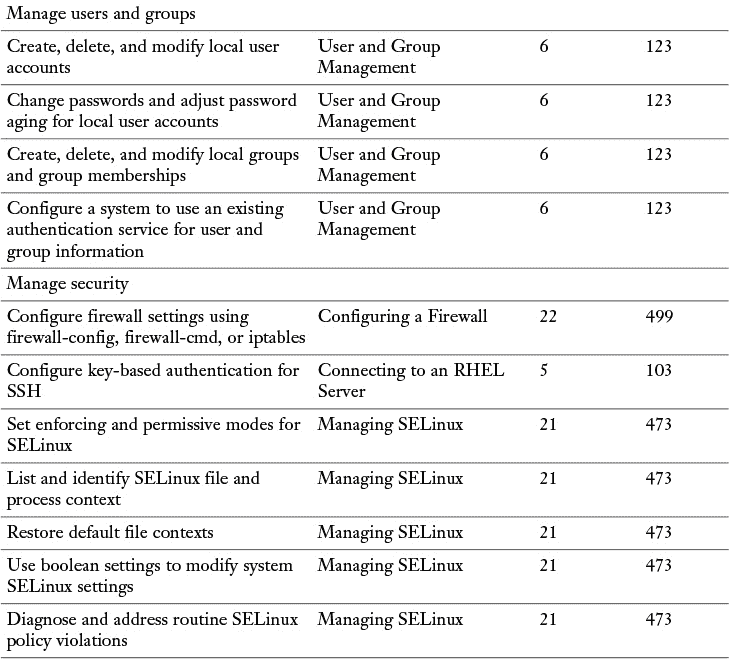 Manage users and groups
Create, delete, and modify local user User and Group 6 123
accounts Management
Change passwords and adjust password User and Group 6 123
aging for local user accounts Management
Create, delete, and modify local groups User and Group 6 123
and group memberships Management
Configure a system to use an existing User and Group 6 123
authentication service for user and Management
group information
Manage security
Configure firewall settings using Configuring a Firewall 22 499
firewall-config, firewall-cmd, or iptables
Configure key-based authentication for Connecting to an RHEL 5 103
SSH Server
Set enforcing and permissive modes for Managing SELinux 21 473
SELinux
List and identify SELinux file and Managing SELinux 21 473
process context
Restore default file contexts Managing SELinux 21 473
Use boolean settings to modify system Managing SELinux 21 473
SELinux settings
Diagnose and address routine SELinux Managing SELinux 21 473
policy violations